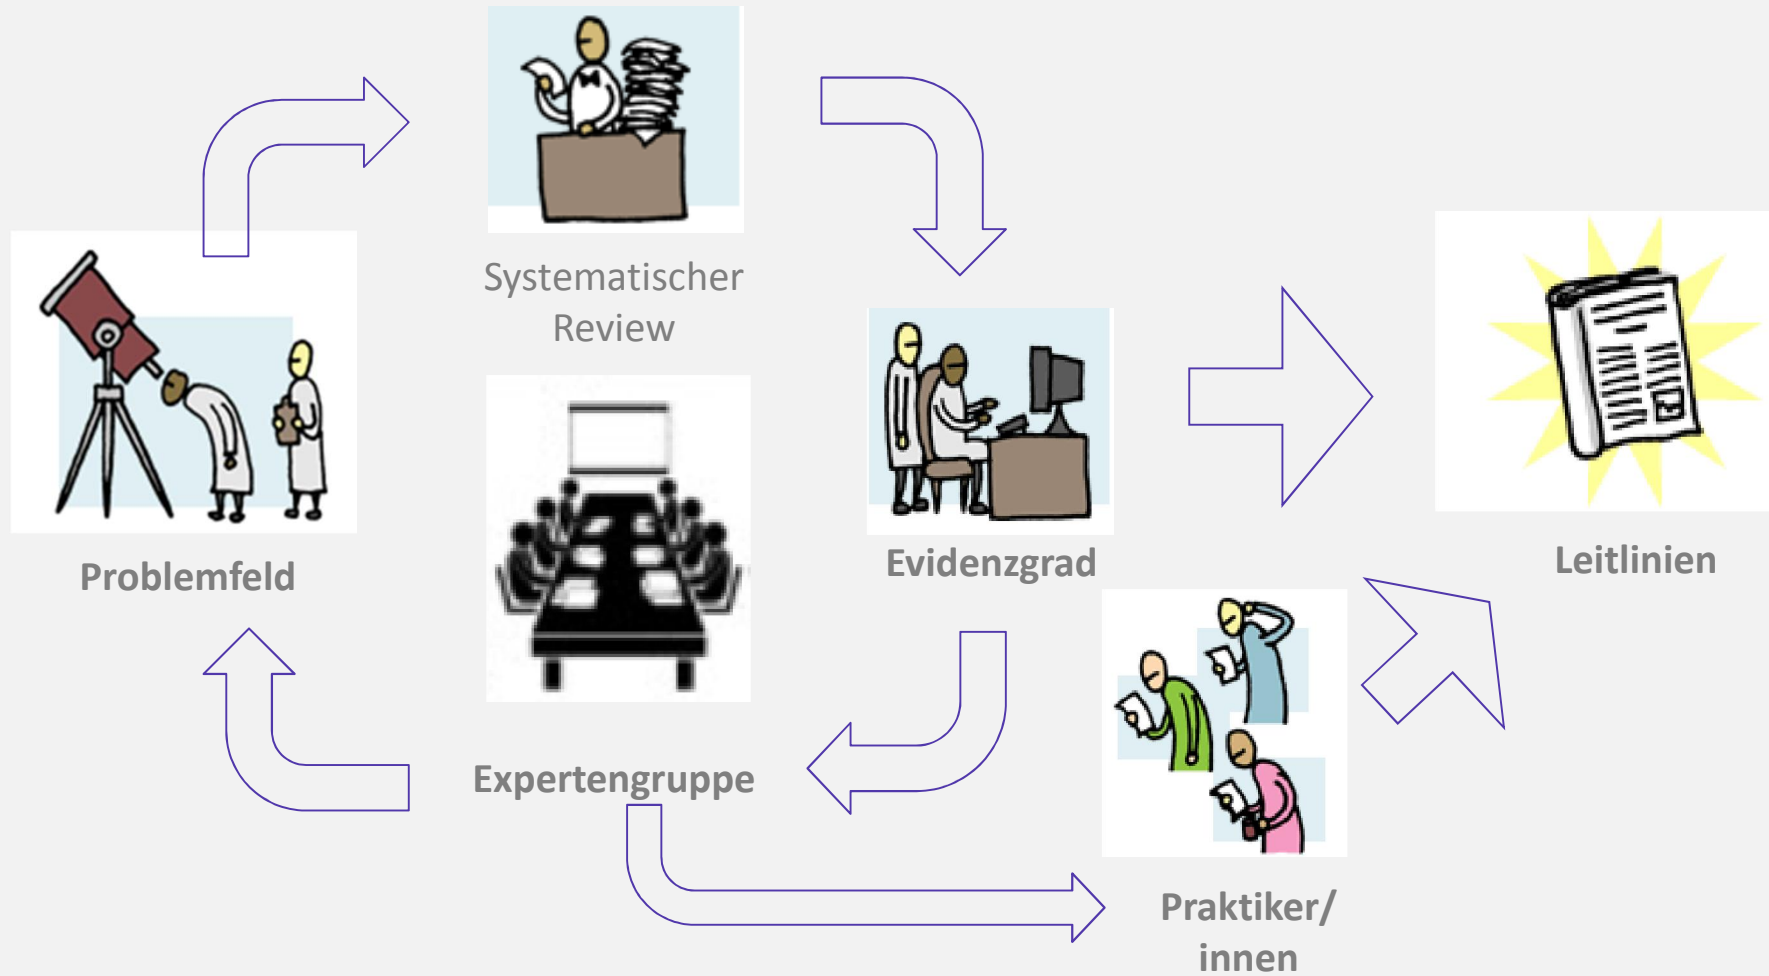 Systematischer
Review
Problemfeld
Evidenzgrad
Leitlinien
Expertengruppe
Praktiker/
innen